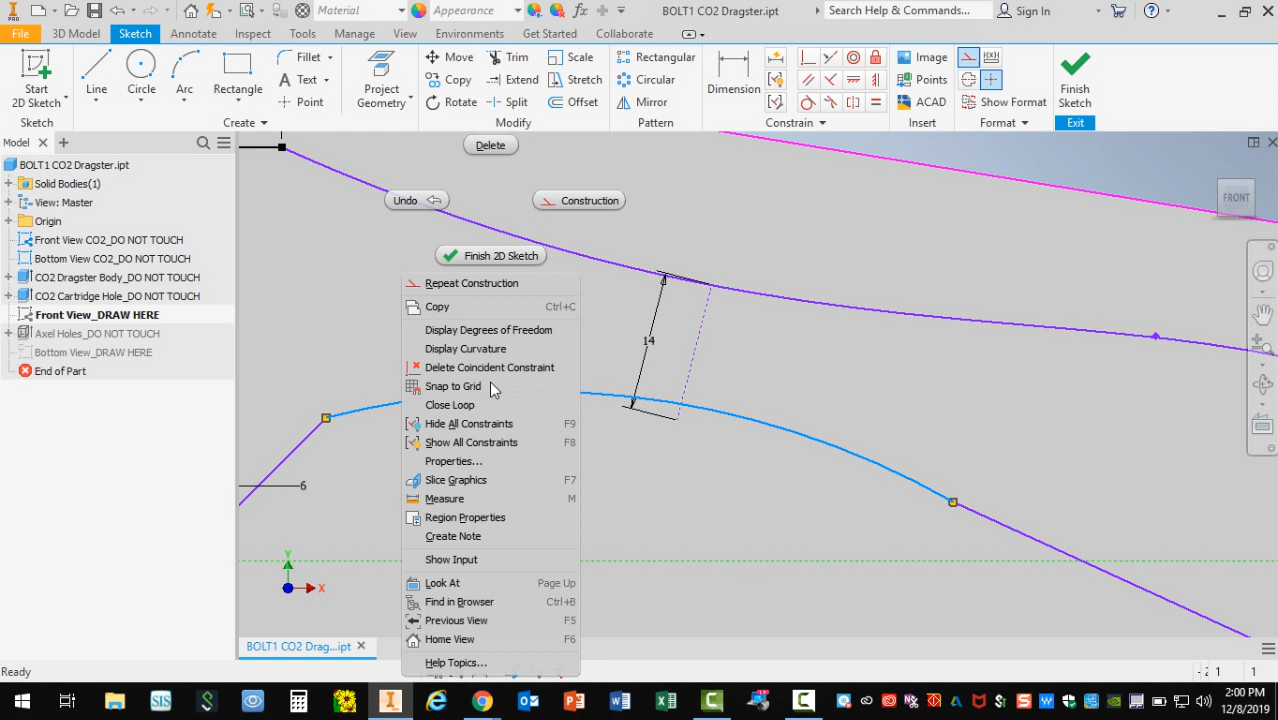 Material
Appearance
BOLT1 CO2 Dragster.ipt
Search Help & Commands...
Sign In
PRO
File
3D Model
Sketch
Annotate
Inspect
Tools
Manage
View
Environments
Get Started
Collaborate
Start
2D Sketch
Line
Circle
Arc
Rectangle
Fillet
Text
Point
Project
Geometry
Move
Copy
Rotate
Trim
Extend
Split
Scale
Stretch
Offset
Rectangular
Circular
Mirror
Dimension
Image
Points
ACAD
Show Format
Finish
Sketch
Sketch
Create
Modify
Pattern
Constrain
Insert
Format
Exit
Model
BOLT1 CO2 Dragster.ipt
Solid Bodies(1)
View: Master
Origin
Front View CO2_DO NOT TOUCH
Bottom View CO2_DO NOT TOUCH
CO2 Dragster Body_DO NOT TOUCH
CO2 Cartridge Hole_DO NOT TOUCH
Front View_DRAW HERE
Axel Holes_DO NOT TOUCH
Bottom View_DRAW HERE
End of Part
Delete
Undo
Construction
Finish 2D Sketch
FRONT
14
6
Y
X
Repeat Construction
Copy Ctrl+C
Display Degrees of Freedom
Display Curvature
Delete Coincident Constraint
Snap to Grid
Close Loop
Hide All Constraints F9
Show All Constraints F8
Properties...
Slice Graphics F7
Measure M
Region Properties
Create Note
Show Input
Look At Page Up
Find in Browser Ctrl+B
Previous View F5
Home View F6
Help Topics...
BOLT1 CO2 Drag...ipt
Ready
1 1
SIS
2:00 PM
12/8/2019